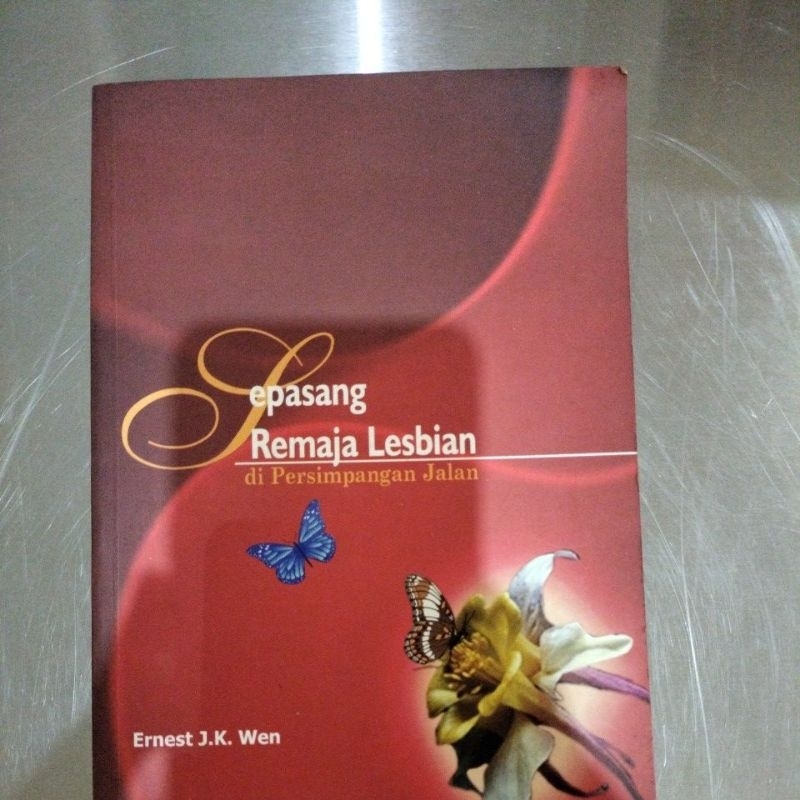 Sepasang
Remaja Lesbian
di Persimpangan Jalan
Ernest J.K. Wen